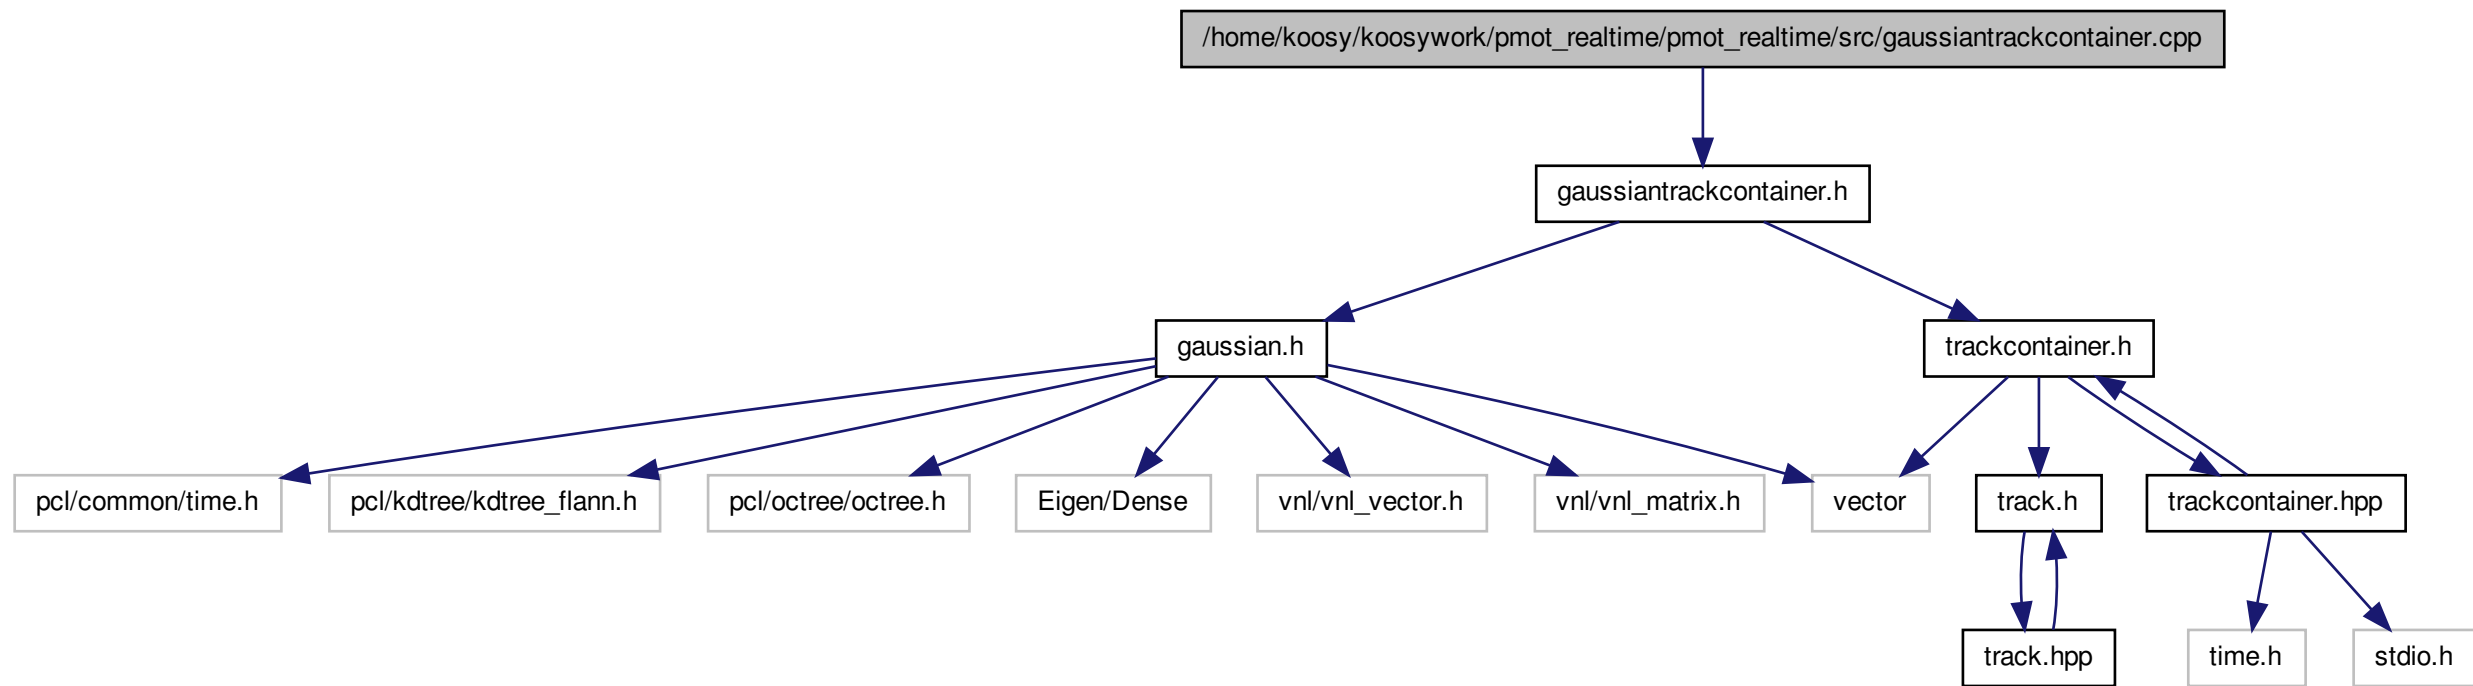 /home/koosy/koosywork/pmot_realtime/pmot_realtime/src/gaussiantrackcontainer.cpp
gaussiantrackcontainer.h
gaussian.h
trackcontainer.h
pcl/common/time.h
pcl/kdtree/kdtree_flann.h
pcl/octree/octree.h
Eigen/Dense
vnl/vnl_vector.h
vnl/vnl_matrix.h
vector
track.h
trackcontainer.hpp
track.hpp
time.h
stdio.h